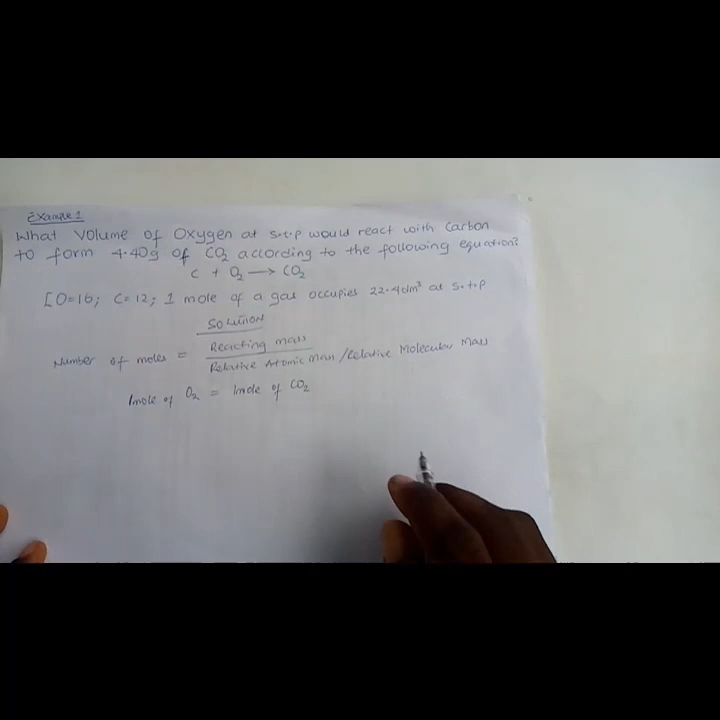 Example 1
What Volume of Oxygen at s.t.p would react with Carbon
to form 4.40g of CO₂ according to the following equation?
C + O₂ → CO₂
[O=16; C=12; 1 mole of a gas occupies 22.4dm³ at s.t.p
SOLUTION
Number of moles = Reacting mass / Relative Atomic Mass/Relative Molecular Mass
1mole of O₂ = 1mole of CO₂